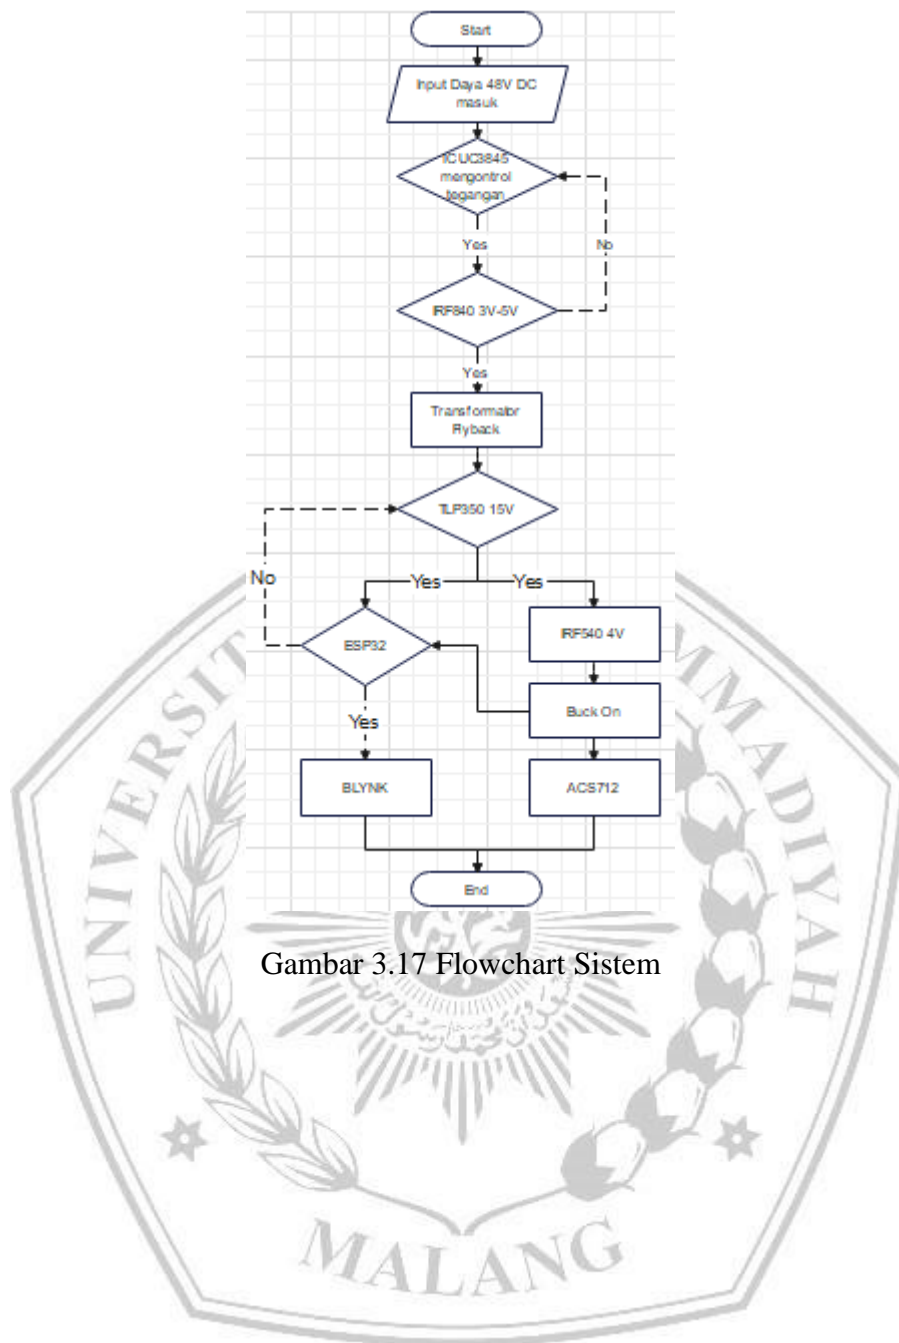 Start
Input Daya 48V DC
masuk
IC UC3845
mengontrol
tegangan
Yes
No
IRF840 3V-5V
Yes
Transformator
Flyback
TLP350 15V
No
Yes
Yes
ESP32
IRF540 4V
Buck On
Yes
BLYNK
ACS712
End
Gambar 3.17 Flowchart Sistem
MALANG